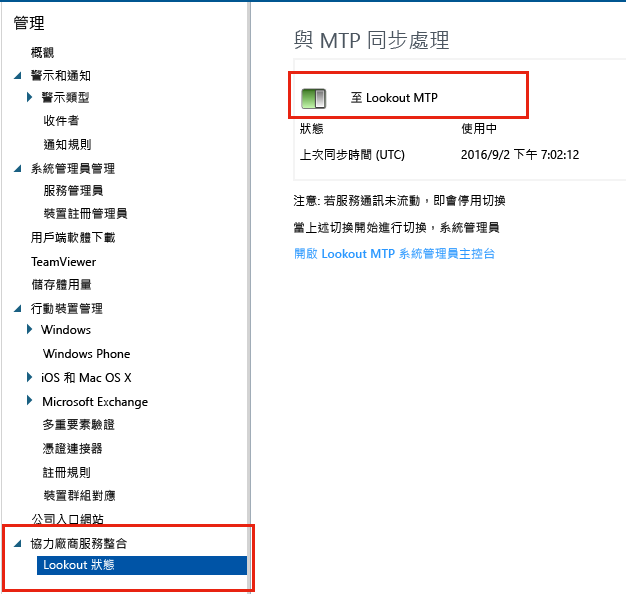 管理
概觀
警示和通知
警示類型
收件者
通知規則
系統管理員管理
服務管理員
裝置註冊管理員
用戶端軟體下載
TeamViewer
儲存體用量
行動裝置管理
Windows
Windows Phone
iOS 和 Mac OS X
Microsoft Exchange
多重要素驗證
憑證連接器
註冊規則
裝置群組對應
公司入口網站
協力廠商服務整合
Lookout 狀態
與 MTP 同步處理
至 Lookout MTP
狀態 使用中
上次同步時間 (UTC) 2016/9/2 下午 7:02:12
注意: 若服務通訊未流動，即會停用切換
當上述切換開始進行切換，系統管理員
開啟 Lookout MTP 系統管理員主控台